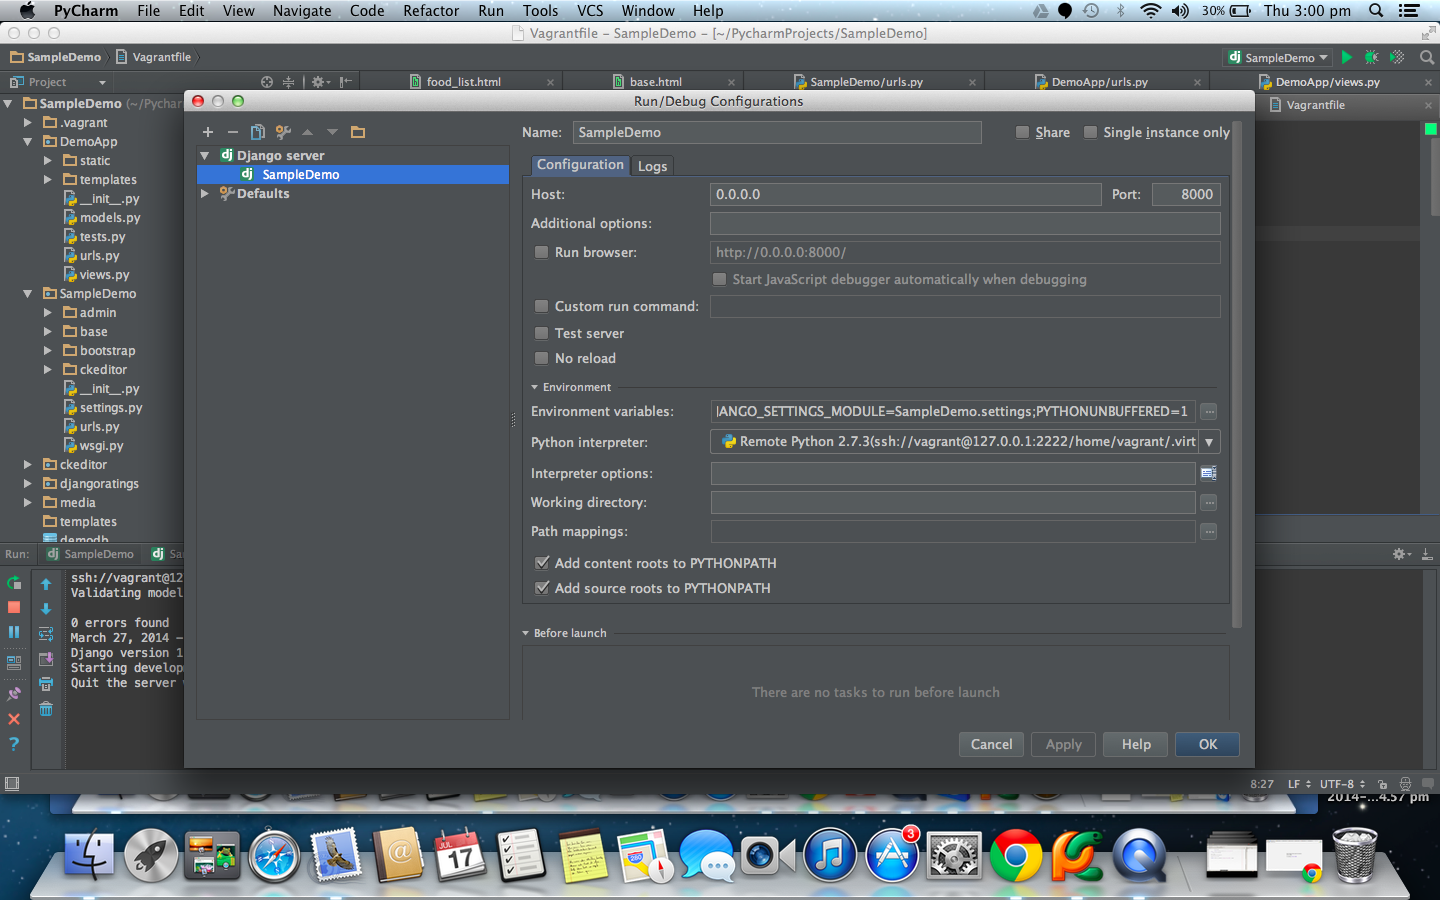 PyCharm File Edit View Navigate Code Refactor Run Tools VCS Window Help 30% Thu 3:00 pm
Vagrantfile – SampleDemo – [~/PycharmProjects/SampleDemo]
SampleDemo Vagrantfile SampleDemo
Project food_list.html base.html SampleDemo/urls.py DemoApp/urls.py DemoApp/views.py
Vagrantfile
SampleDemo (~/Pychar
.vagrant
DemoApp
static
templates
__init__.py
models.py
tests.py
urls.py
views.py
SampleDemo
admin
base
bootstrap
ckeditor
__init__.py
settings.py
urls.py
wsgi.py
ckeditor
djangoratings
media
templates
demodb
Run/Debug Configurations
Django server
SampleDemo
Defaults
Name: SampleDemo Share Single instance only
Configuration Logs
Host: 0.0.0.0 Port: 8000
Additional options:
Run browser: http://0.0.0.0:8000/
Start JavaScript debugger automatically when debugging
Custom run command:
Test server
No reload
Environment
Environment variables: JANGO_SETTINGS_MODULE=SampleDemo.settings;PYTHONUNBUFFERED=1
Python interpreter: Remote Python 2.7.3(ssh://vagrant@127.0.0.1:2222/home/vagrant/.virt
Interpreter options:
Working directory:
Path mappings:
Add content roots to PYTHONPATH
Add source roots to PYTHONPATH
Before launch
There are no tasks to run before launch
Cancel Apply Help OK
Run: SampleDemo Sa
ssh://vagrant@12
Validating model
0 errors found
March 27, 2014 –
Django version 1
Starting develop
Quit the server
8:27 LF UTF-8
2014-...4.57 pm
JUL
17
280
3